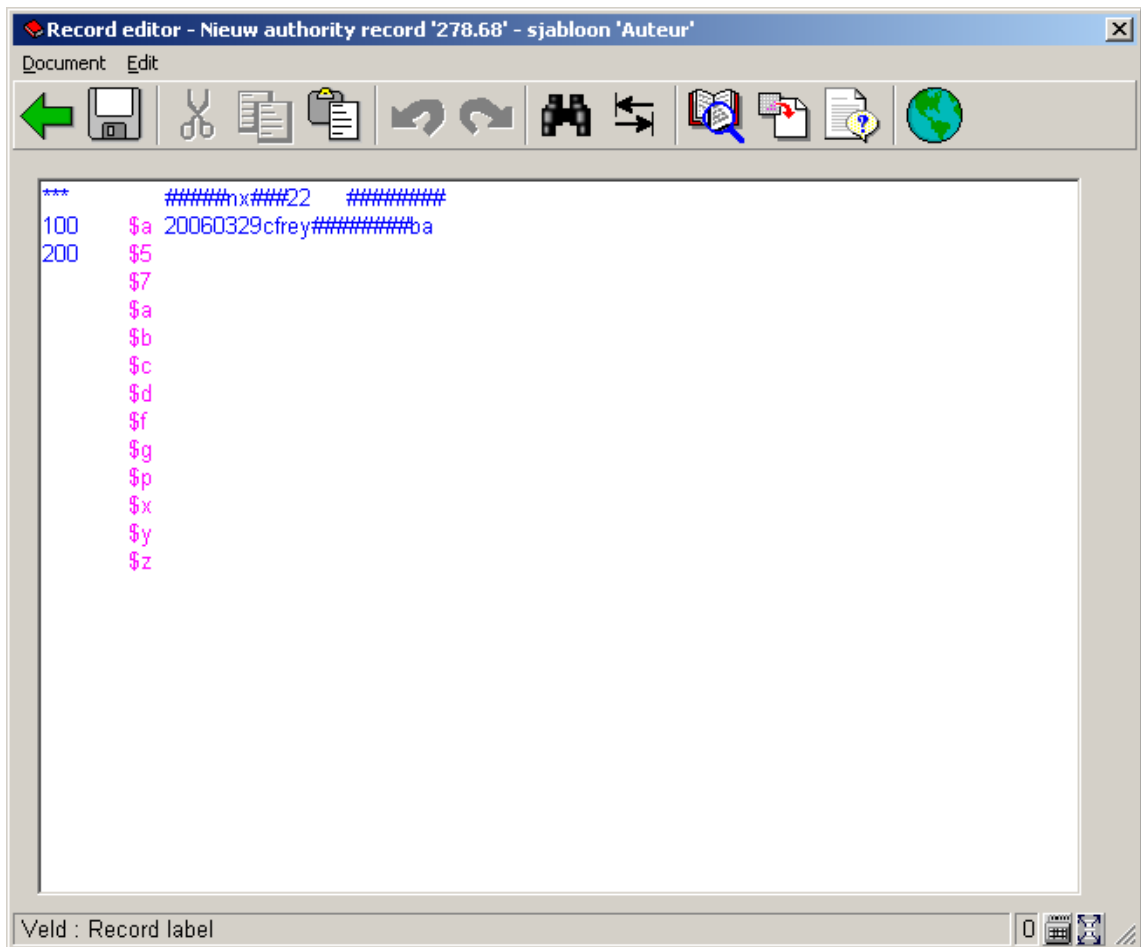 Record editor - Nieuw authority record '278.68' - sjabloon 'Auteur'
Document Edit
*** #####nx###22 ########
100 $a 20060329cfrey#########ba
200 $5
$7
$a
$b
$c
$d
$f
$g
$p
$x
$y
$z
Veld : Record label 0